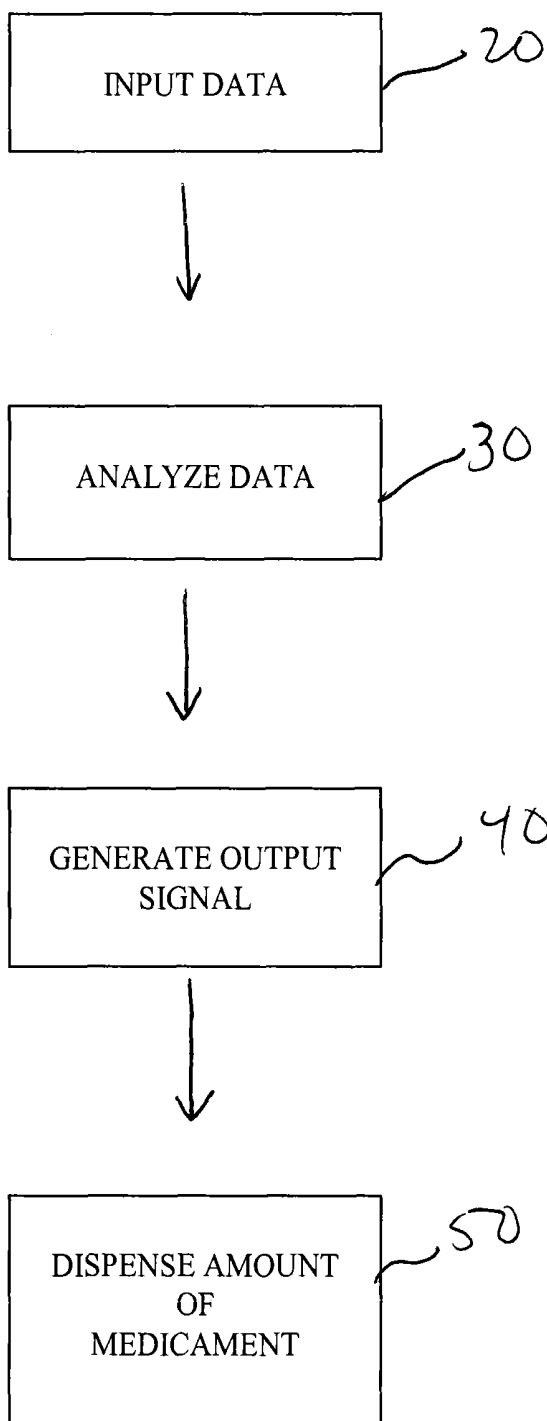 INPUT DATA
20
ANALYZE DATA
30
GENERATE OUTPUT
SIGNAL
40
DISPENSE AMOUNT
OF
MEDICAMENT
50